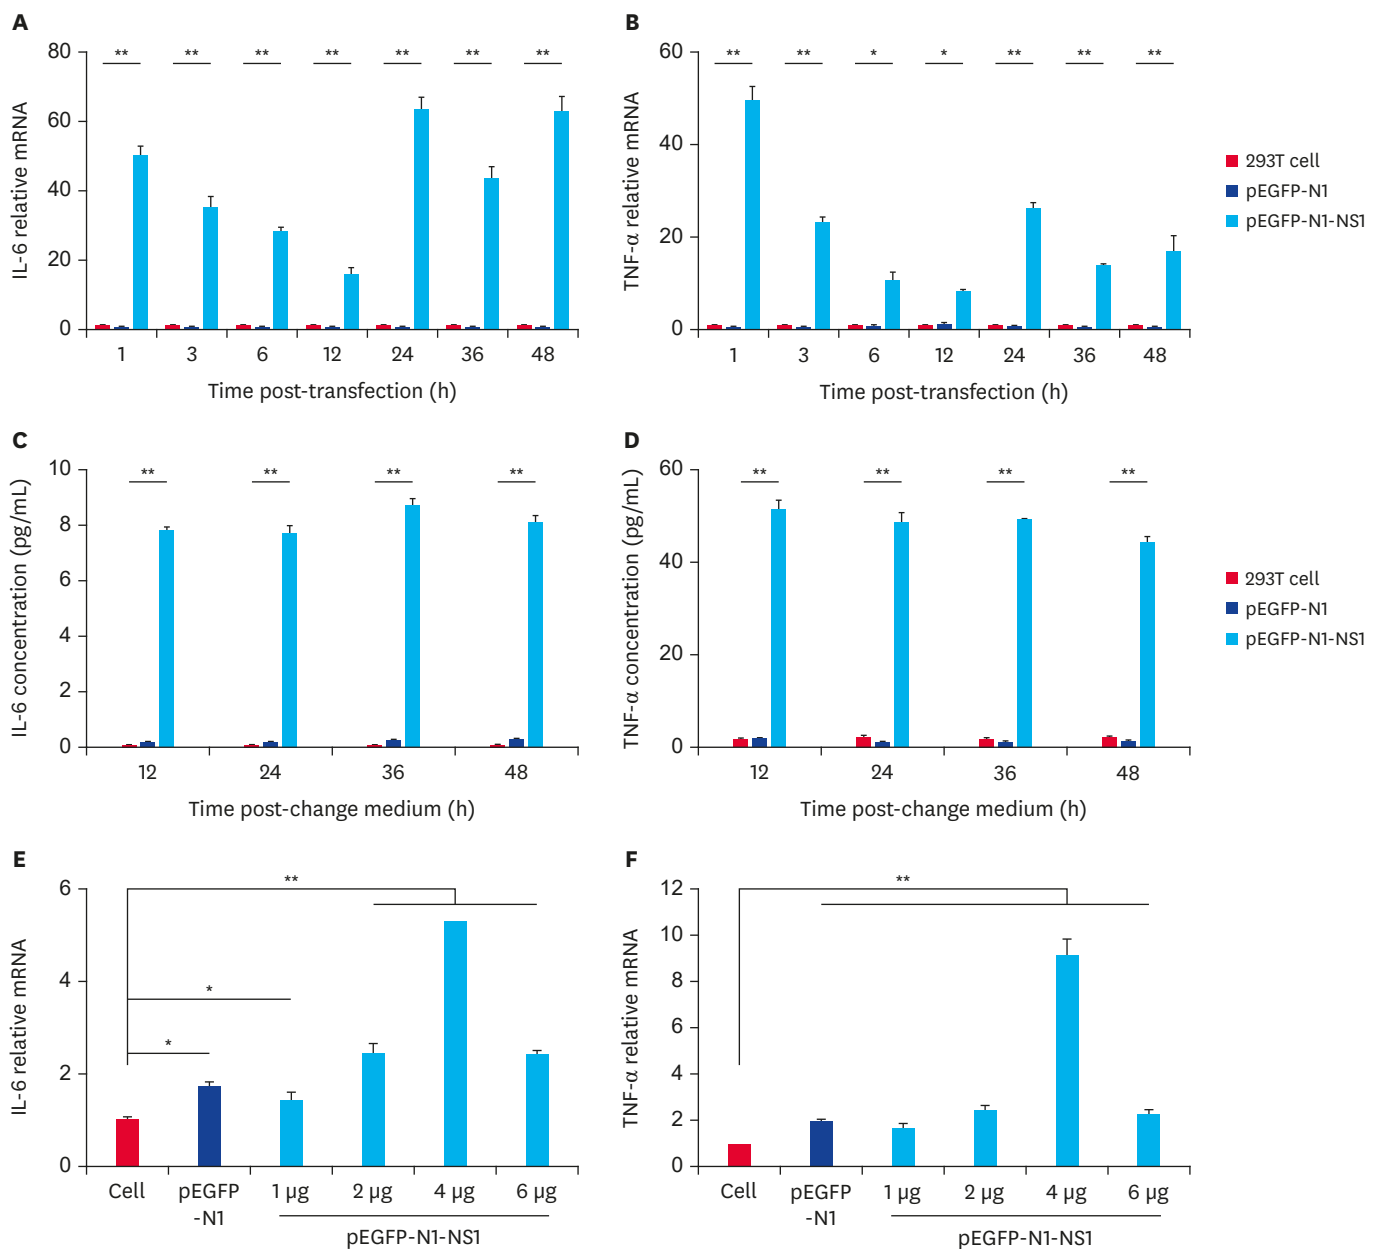 A
IL-6 relative mRNA
80
60
40
20
0
** ** ** ** ** ** **
1 3 6 12 24 36 48
Time post-transfection (h)
B
TNF-α relative mRNA
60
40
20
0
** ** * * ** ** **
1 3 6 12 24 36 48
Time post-transfection (h)
293T cell
pEGFP-N1
pEGFP-N1-NS1
C
IL-6 concentration (pg/mL)
10
8
6
4
2
0
** ** ** **
12 24 36 48
Time post-change medium (h)
D
TNF-α concentration (pg/mL)
60
40
20
0
** ** ** **
12 24 36 48
Time post-change medium (h)
293T cell
pEGFP-N1
pEGFP-N1-NS1
E
IL-6 relative mRNA
6
4
2
0
**
*
*
Cell pEGFP 1 µg 2 µg 4 µg 6 µg
-N1
pEGFP-N1-NS1
F
TNF-α relative mRNA
12
10
8
6
4
2
0
**
Cell pEGFP 1 µg 2 µg 4 µg 6 µg
-N1
pEGFP-N1-NS1